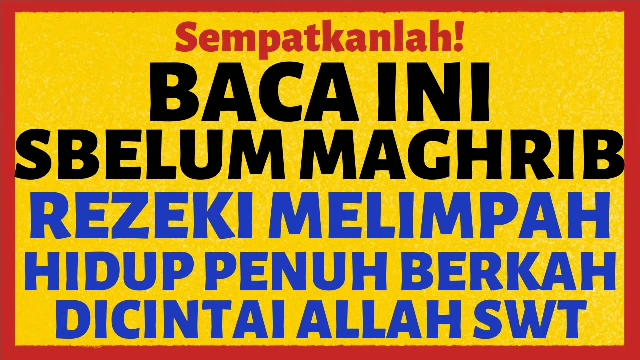 Sempatkanlah!
BACA INI
SBELUM MAGHRIB
REZEKI MELIMPAH
HIDUP PENUH BERKAH
DICINTAI ALLAH SWT